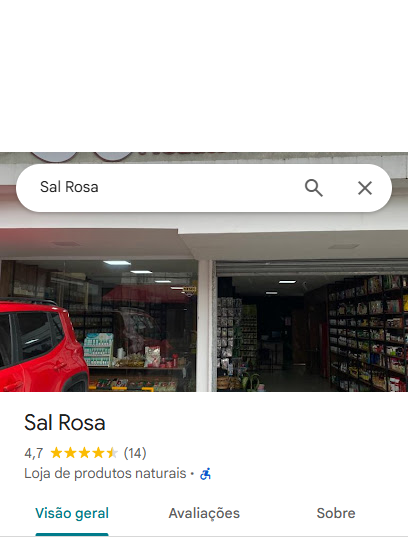 Sal Rosa
Sal Rosa
4,7 (14)
Loja de produtos naturais •
Visão geral
Avaliações
Sobre